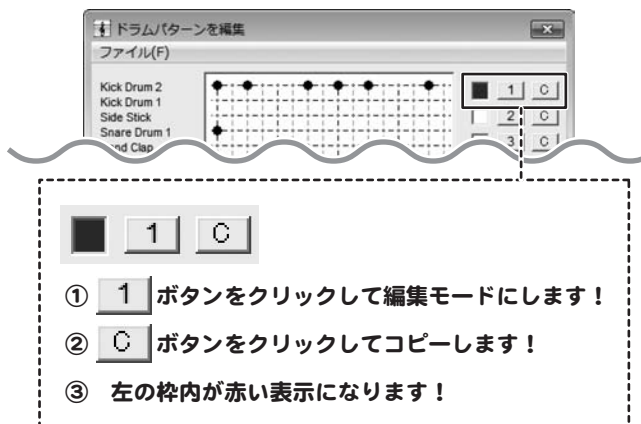 ドラムパターンを編集
ファイル(F)
Kick Drum 2
Kick Drum 1
Side Stick
Snare Drum 1
Clap
1 C
2 C
3 C
1 C
① 1 ボタンをクリックして編集モードにします!
② C ボタンをクリックしてコピーします!
③ 左の枠内が赤い表示になります!